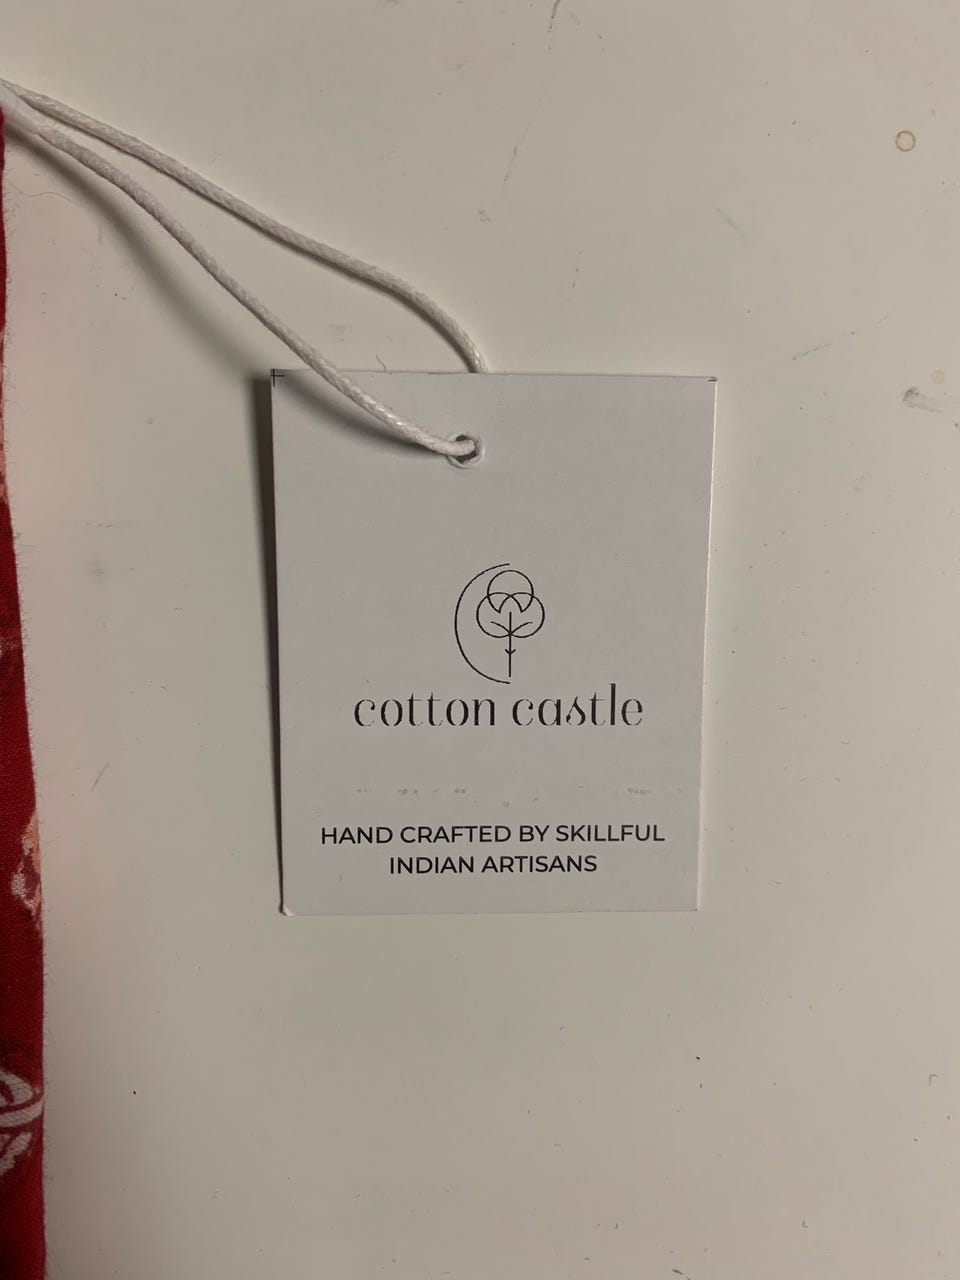 cotton castle
HAND CRAFTED BY SKILLFUL
INDIAN ARTISANS